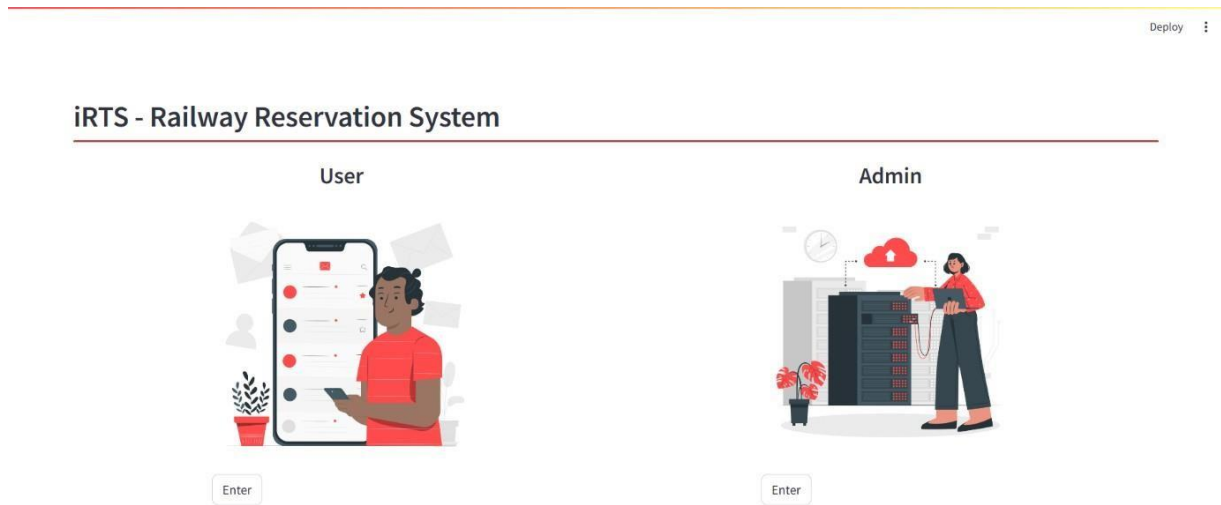 Deploy
iRTS - Railway Reservation System
User
Admin
Enter
Enter